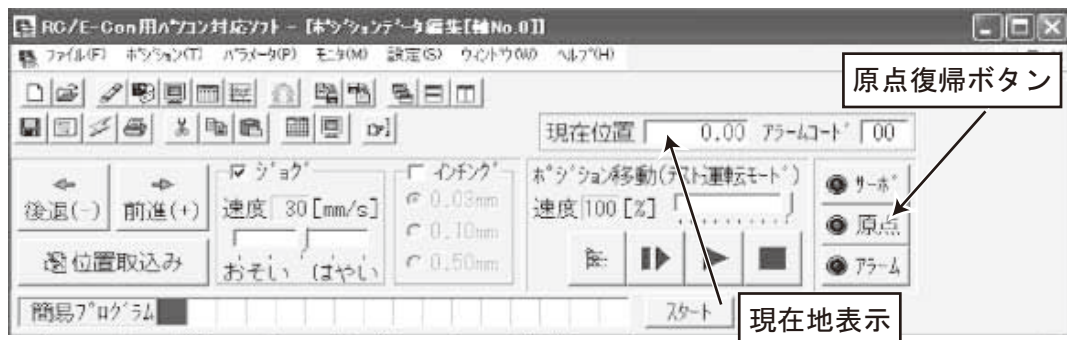 RC/E-Con用パソコン対応ソフト - [ポジションデータ編集[軸No.0]]
ファイル(F) ポジション(T) パラメータ(P) モニタ(M) 設定(S) ウィンドウ(W) ヘルプ(H)
原点復帰ボタン
現在位置 0.00 アラームコード 00
後退(-) 前進(+)
位置取込み
ジョグ
速度 30 [mm/s]
おそい はやい
インチング
0.03mm
0.10mm
0.50mm
ポジション移動(テスト運転モード)
速度 100 [%]
サーボ
原点
アラーム
簡易プログラム
スタート
現在地表示